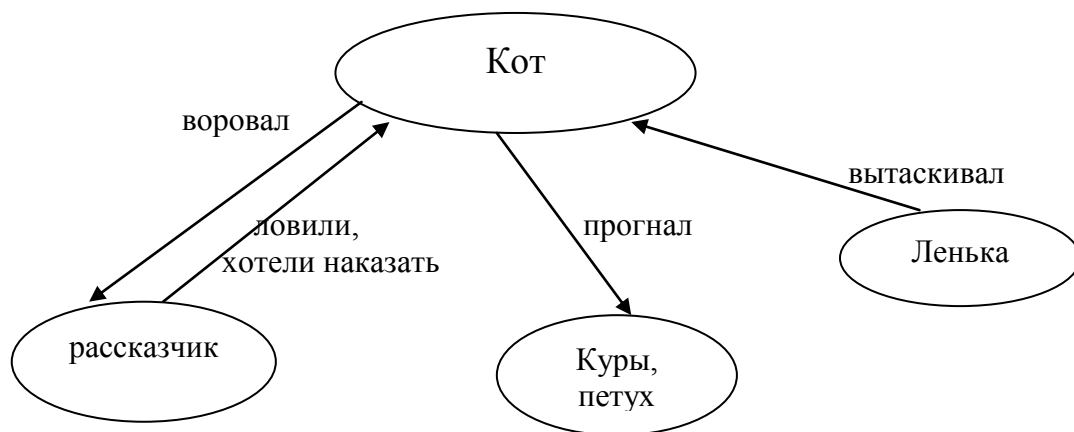 Кот
воровал
вытаскивал
ловили,
хотели наказать
прогнал
Ленька
рассказчик
Куры,
петух